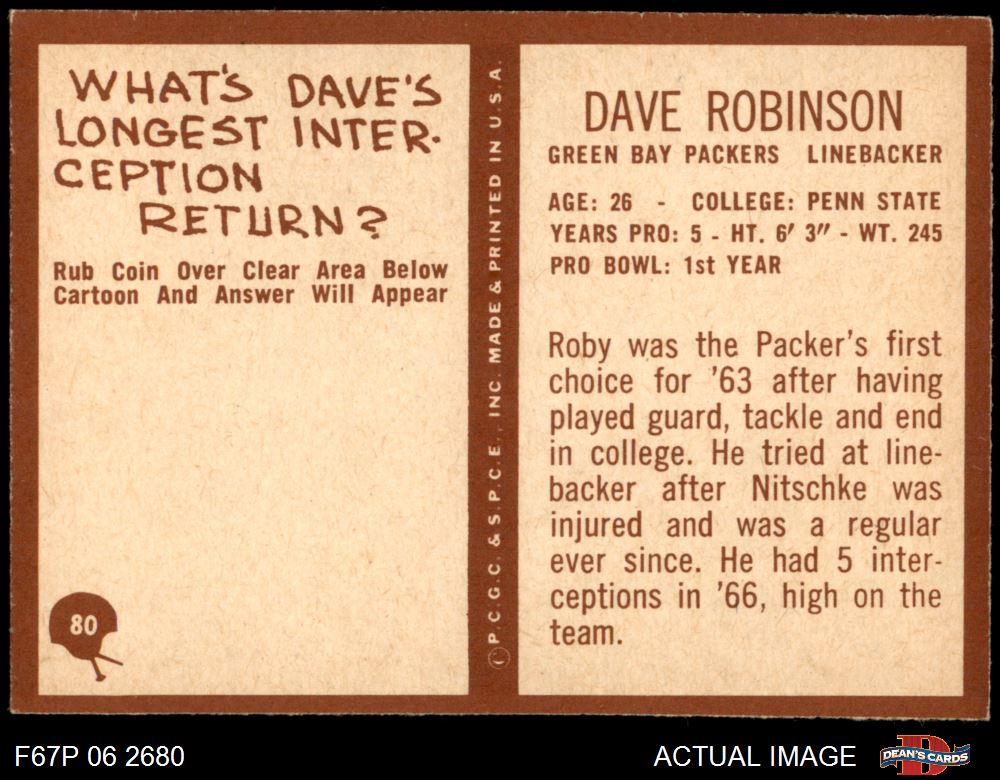 WHAT'S DAVE'S
LONGEST INTER-
CEPTION
RETURN?
Rub Coin Over Clear Area Below
Cartoon And Answer Will Appear
80
© P.C.G.C. & S.P.C.E., INC. MADE & PRINTED IN U.S.A.
DAVE ROBINSON
GREEN BAY PACKERS LINEBACKER
AGE: 26 - COLLEGE: PENN STATE
YEARS PRO: 5 - HT. 6' 3" - WT. 245
PRO BOWL: 1st YEAR
Roby was the Packer's first
choice for '63 after having
played guard, tackle and end
in college. He tried at line-
backer after Nitschke was
injured and was a regular
ever since. He had 5 inter-
ceptions in '66, high on the
team.
F67P 06 2680
ACTUAL IMAGE
DEAN'S CARDS